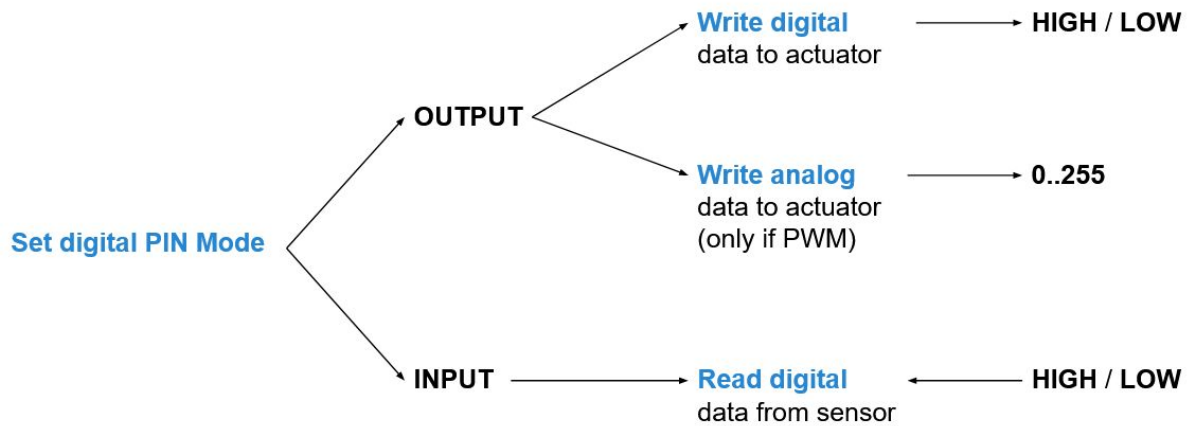 Write digital
data to actuator
HIGH / LOW
OUTPUT
Write analog
data to actuator
(only if PWM)
0..255
Set digital PIN Mode
INPUT
Read digital
data from sensor
HIGH / LOW